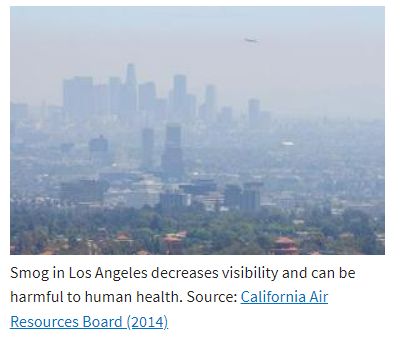 Smog in Los Angeles decreases visibility and can be
harmful to human health. Source: California Air
Resources Board (2014)